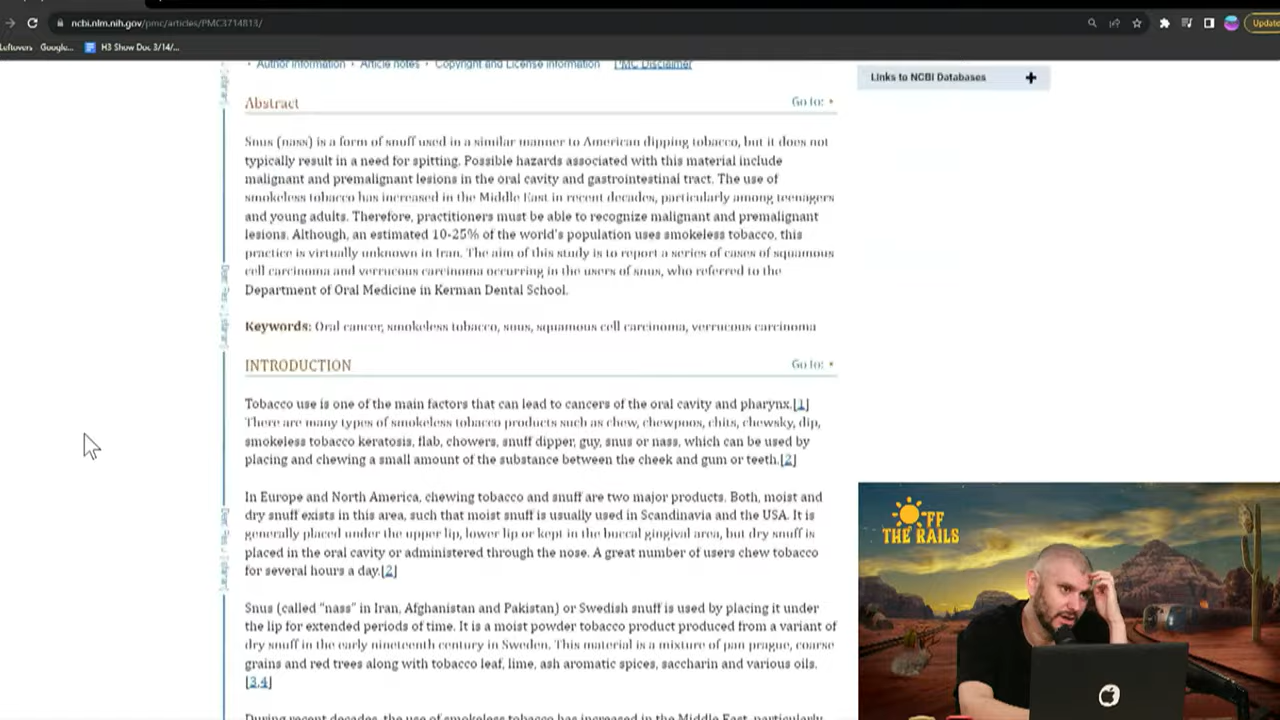 ncbi.nlm.nih.gov/pmc/articles/PMC3714813/
Update
Leftovers Google... H3 Show Doc 3/14/...
• Author information • Article notes • Copyright and License information PMC Disclaimer
Links to NCBI Databases +
Abstract Go to:
Snus (nass) is a form of snuff used in a similar manner to American dipping tobacco, but it does not
typically result in a need for spitting. Possible hazards associated with this material include
malignant and premalignant lesions in the oral cavity and gastrointestinal tract. The use of
smokeless tobacco has increased in the Middle East in recent decades, particularly among teenagers
and young adults. Therefore, practitioners must be able to recognize malignant and premalignant
lesions. Although, an estimated 10-25% of the world's population uses smokeless tobacco, this
practice is virtually unknown in Iran. The aim of this study is to report a series of cases of squamous
cell carcinoma and verrucous carcinoma occurring in the users of snus, who referred to the
Department of Oral Medicine in Kerman Dental School.
Keywords: Oral cancer, smokeless tobacco, snus, squamous cell carcinoma, verrucous carcinoma
INTRODUCTION Go to:
Tobacco use is one of the main factors that can lead to cancers of the oral cavity and pharynx.[1]
There are many types of smokeless tobacco products such as chew, chewpoos, chits, chewsky, dip,
smokeless tobacco keratosis, flab, chowers, snuff dipper, guy, snus or nass, which can be used by
placing and chewing a small amount of the substance between the cheek and gum or teeth.[2]
In Europe and North America, chewing tobacco and snuff are two major products. Both, moist and
dry snuff exists in this area, such that moist snuff is usually used in Scandinavia and the USA. It is
generally placed under the upper lip, lower lip or kept in the buccal gingival area, but dry snuff is
placed in the oral cavity or administered through the nose. A great number of users chew tobacco
for several hours a day.[2]
Snus (called "nass" in Iran, Afghanistan and Pakistan) or Swedish snuff is used by placing it under
the lip for extended periods of time. It is a moist powder tobacco product produced from a variant of
dry snuff in the early nineteenth century in Sweden. This material is a mixture of pan prague, coarse
grains and red trees along with tobacco leaf, lime, ash aromatic spices, saccharin and various oils.
[3,4]
During recent decades, the use of smokeless tobacco has increased in the Middle East, particularly
OFF
THE RAILS